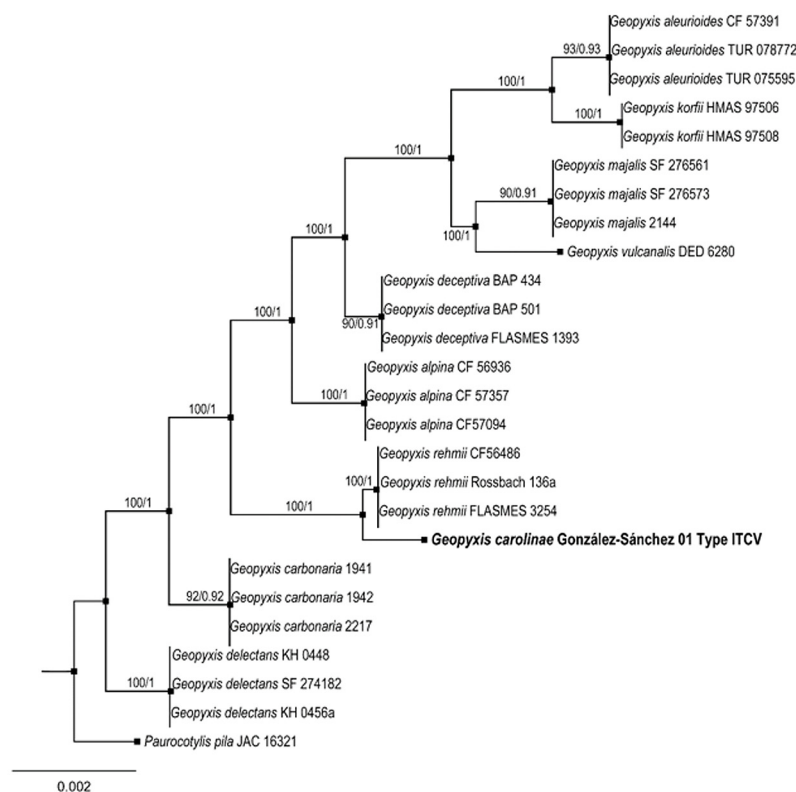 Geopyxis aleurioides CF 57391
93/0.93
Geopyxis aleurioides TUR 078772
100/1
Geopyxis aleurioides TUR 075595
Geopyxis korfii HMAS 97506
100/1
Geopyxis korfii HMAS 97508
100/1
Geopyxis majalis SF 276561
90/0.91
Geopyxis majalis SF 276573
Geopyxis majalis 2144
100/1
100/1
Geopyxis vulcanalis DED 6280
Geopyxis deceptiva BAP 434
Geopyxis deceptiva BAP 501
100/1
90/0.91
Geopyxis deceptiva FLASMES 1393
Geopyxis alpina CF 56936
100/1
Geopyxis alpina CF 57357
100/1
Geopyxis alpina CF57094
Geopyxis rehmii CF56486
100/1
Geopyxis rehmii Rossbach 136a
100/1
100/1
Geopyxis rehmii FLASMES 3254
Geopyxis carolinae González-Sánchez 01 Type ITCV
Geopyxis carbonaria 1941
92/0.92
Geopyxis carbonaria 1942
Geopyxis carbonaria 2217
Geopyxis delectans KH 0448
100/1
Geopyxis delectans SF 274182
Geopyxis delectans KH 0456a
Paurocotylis pila JAC 16321
0.002